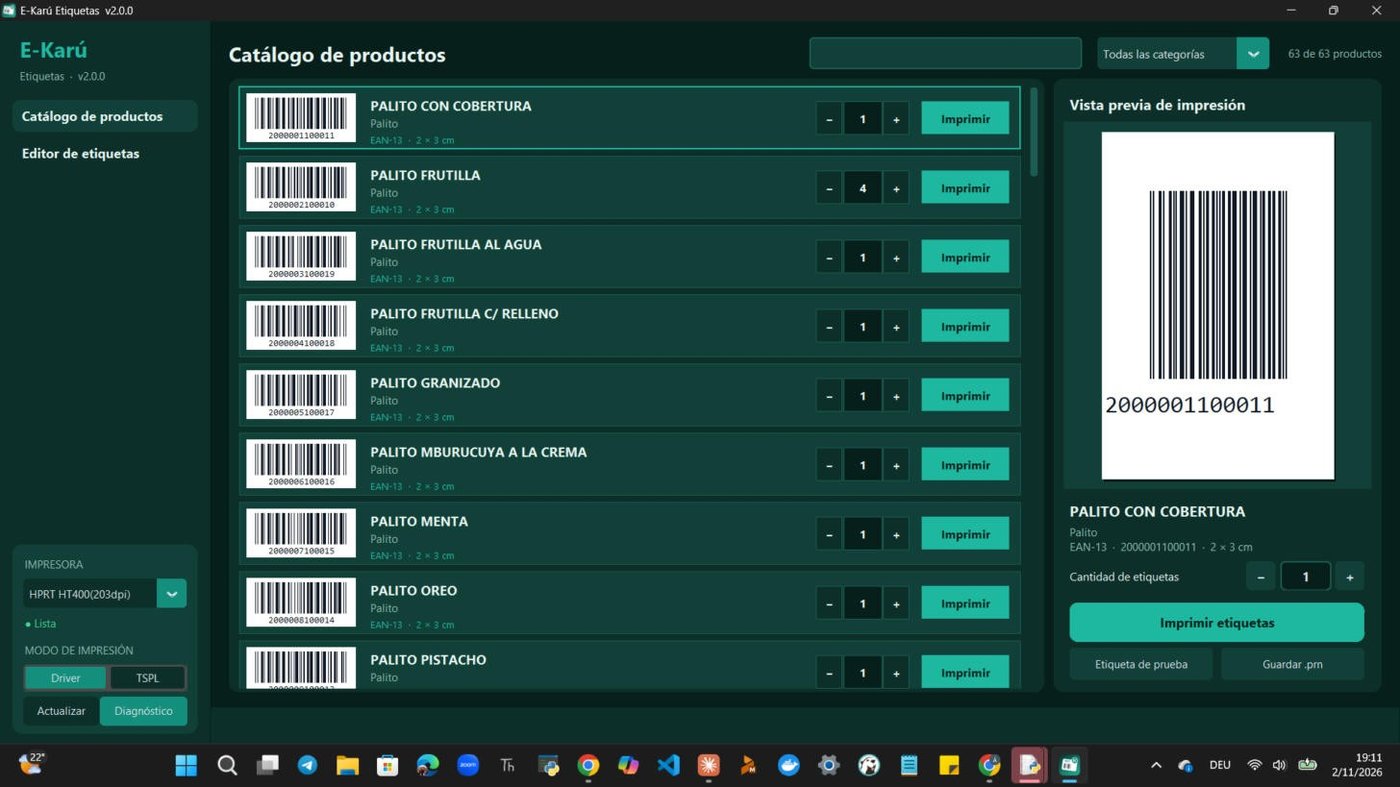 E-Karú Etiquetas v2.0.0
E-Karú
Etiquetas · v2.0.0
Catálogo de productos
Editor de etiquetas
IMPRESORA
HPRT HT400(203dpi)
● Lista
MODO DE IMPRESIÓN
Driver TSPL
Actualizar Diagnóstico
Catálogo de productos
Todas las categorías
63 de 63 productos
2000001100011
PALITO CON COBERTURA
Palito
EAN-13 · 2 × 3 cm
– 1 + Imprimir
2000002100010
PALITO FRUTILLA
Palito
EAN-13 · 2 × 3 cm
– 4 + Imprimir
2000003100019
PALITO FRUTILLA AL AGUA
Palito
EAN-13 · 2 × 3 cm
– 1 + Imprimir
2000004100018
PALITO FRUTILLA C/ RELLENO
Palito
EAN-13 · 2 × 3 cm
– 1 + Imprimir
2000005100017
PALITO GRANIZADO
Palito
EAN-13 · 2 × 3 cm
– 1 + Imprimir
2000006100016
PALITO MBURUCUYA A LA CREMA
Palito
EAN-13 · 2 × 3 cm
– 1 + Imprimir
2000007100015
PALITO MENTA
Palito
EAN-13 · 2 × 3 cm
– 1 + Imprimir
2000008100014
PALITO OREO
Palito
EAN-13 · 2 × 3 cm
– 1 + Imprimir
PALITO PISTACHO
Palito
– 1 + Imprimir
Vista previa de impresión
2000001100011
PALITO CON COBERTURA
Palito
EAN-13 · 2000001100011 · 2 × 3 cm
Cantidad de etiquetas – 1 +
Imprimir etiquetas
Etiqueta de prueba Guardar .prn
22°
zoom
Th
DEU
19:11
2/11/2026